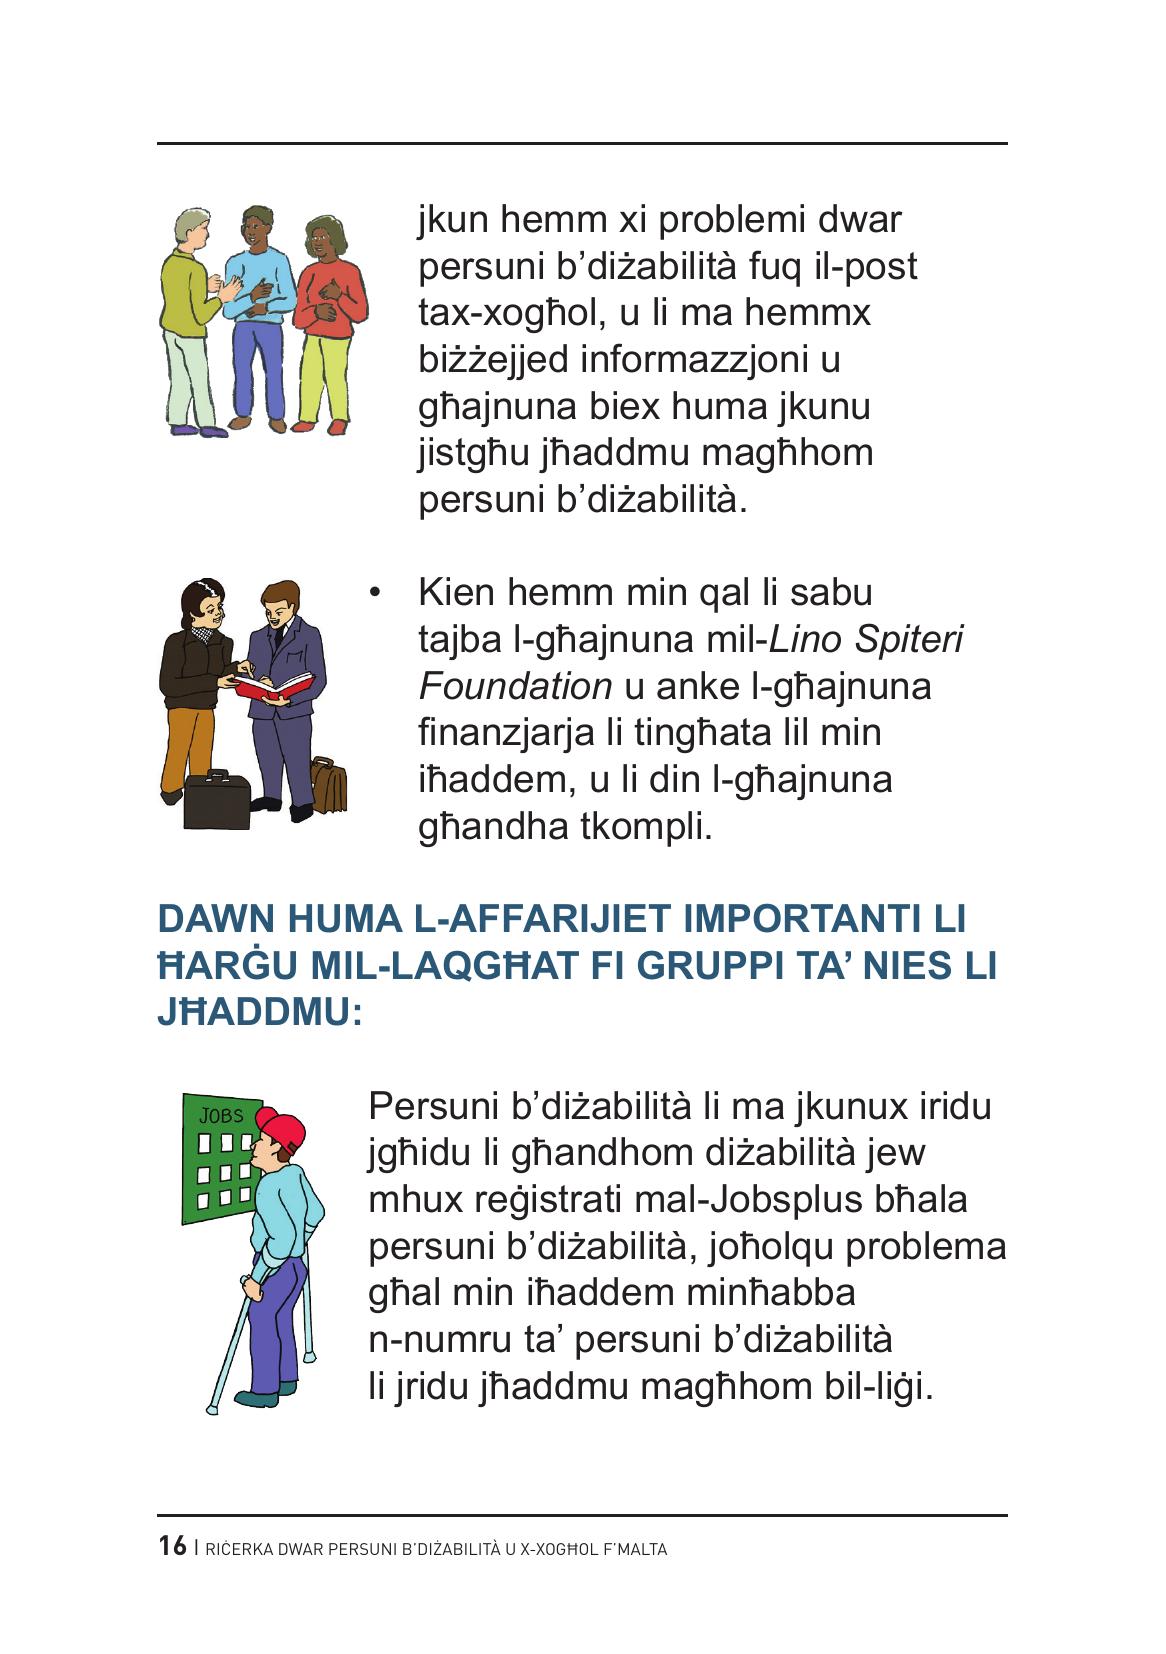 jkun hemm xi problemi dwar
persuni b’diżabilità fuq il-post
tax-xogħol, u li ma hemmx
biżżejjed informazzjoni u
għajnuna biex huma jkunu
jistgħu jħaddmu magħhom
persuni b’diżabilità.
• Kien hemm min qal li sabu
tajba l-għajnuna mil-Lino Spiteri
Foundation u anke l-għajnuna
finanzjarja li tingħata lil min
iħaddem, u li din l-għajnuna
għandha tkompli.
DAWN HUMA L-AFFARIJIET IMPORTANTI LI
ĦARĠU MIL-LAQGĦAT FI GRUPPI TA’ NIES LI
JĦADDMU:
JOBS
Persuni b’diżabilità li ma jkunux iridu
jgħidu li għandhom diżabilità jew
mhux reġistrati mal-Jobsplus bħala
persuni b’diżabilità, joħolqu problema
għal min iħaddem minħabba
n-numru ta’ persuni b’diżabilità
li jridu jħaddmu magħhom bil-liġi.
16 I RIĊERKA DWAR PERSUNI B’DIŻABILITÀ U X-XOGĦOL F’MALTA